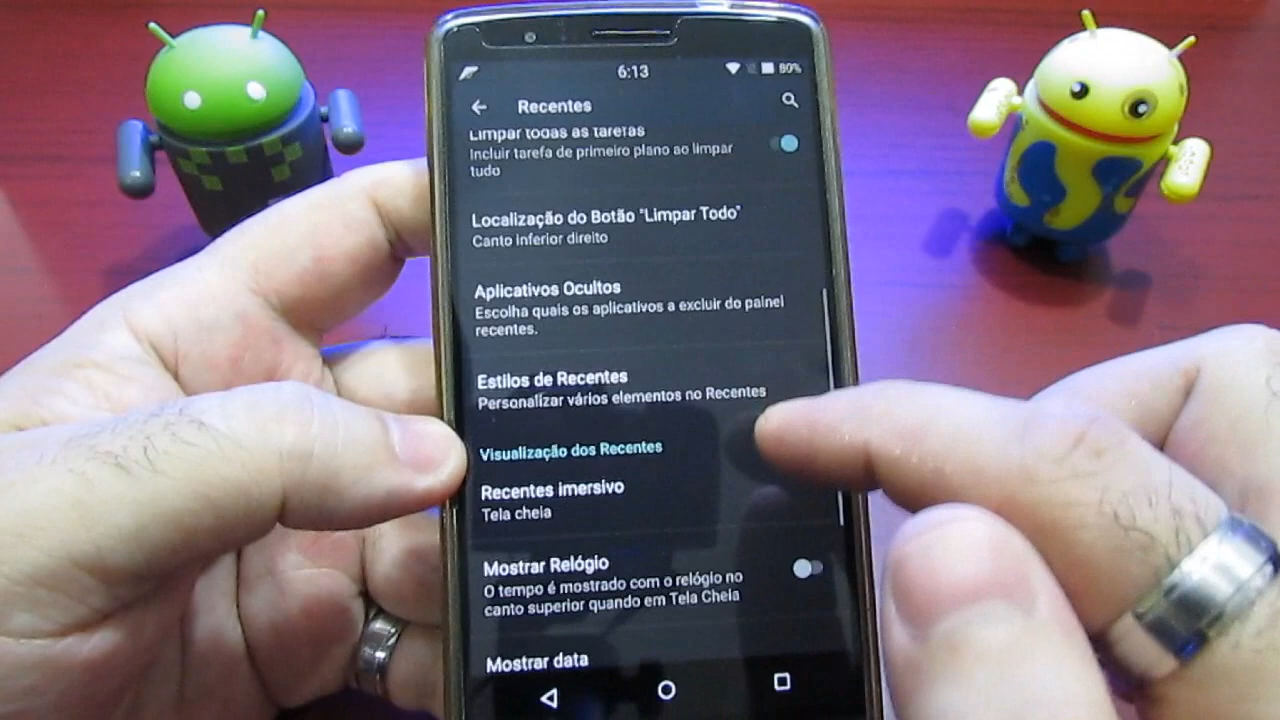 6:13
80%
Recentes
Limpar todas as tarefas
Incluir tarefa de primeiro plano ao limpar
tudo
Localização do Botão "Limpar Todo"
Canto inferior direito
Aplicativos Ocultos
Escolha quais os aplicativos a excluir do painel
recentes.
Estilos de Recentes
Personalizar vários elementos no Recentes
Visualização dos Recentes
Recentes imersivo
Tela cheia
Mostrar Relógio
O tempo é mostrado com o relógio no
canto superior quando em Tela Cheia
Mostrar data